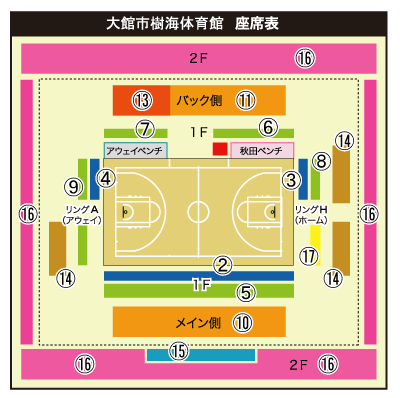 大館市樹海体育館 座席表
2F ⑯
⑬ バック側 ⑪
⑦ 1F ⑥
アウェイベンチ 秋田ベンチ
⑭
⑨ ④ ③ ⑧
⑯ リングA
(アウェイ)
リングH
(ホーム) ⑯
⑭ ② ⑰ ⑭
1F ⑤
メイン側 ⑩
⑯ ⑮ 2F ⑯